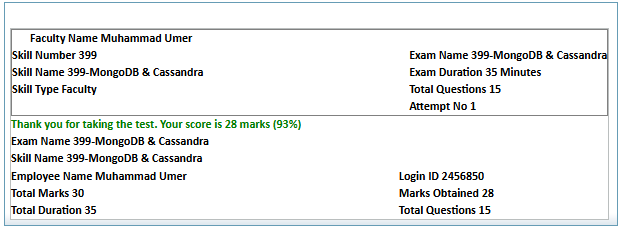 Faculty Name Muhammad Umer
Skill Number 399 Exam Name 399-MongoDB & Cassandra
Skill Name 399-MongoDB & Cassandra Exam Duration 35 Minutes
Skill Type Faculty Total Questions 15
Attempt No 1
Thank you for taking the test. Your score is 28 marks (93%)
Exam Name 399-MongoDB & Cassandra
Skill Name 399-MongoDB & Cassandra
Employee Name Muhammad Umer Login ID 2456850
Total Marks 30 Marks Obtained 28
Total Duration 35 Total Questions 15